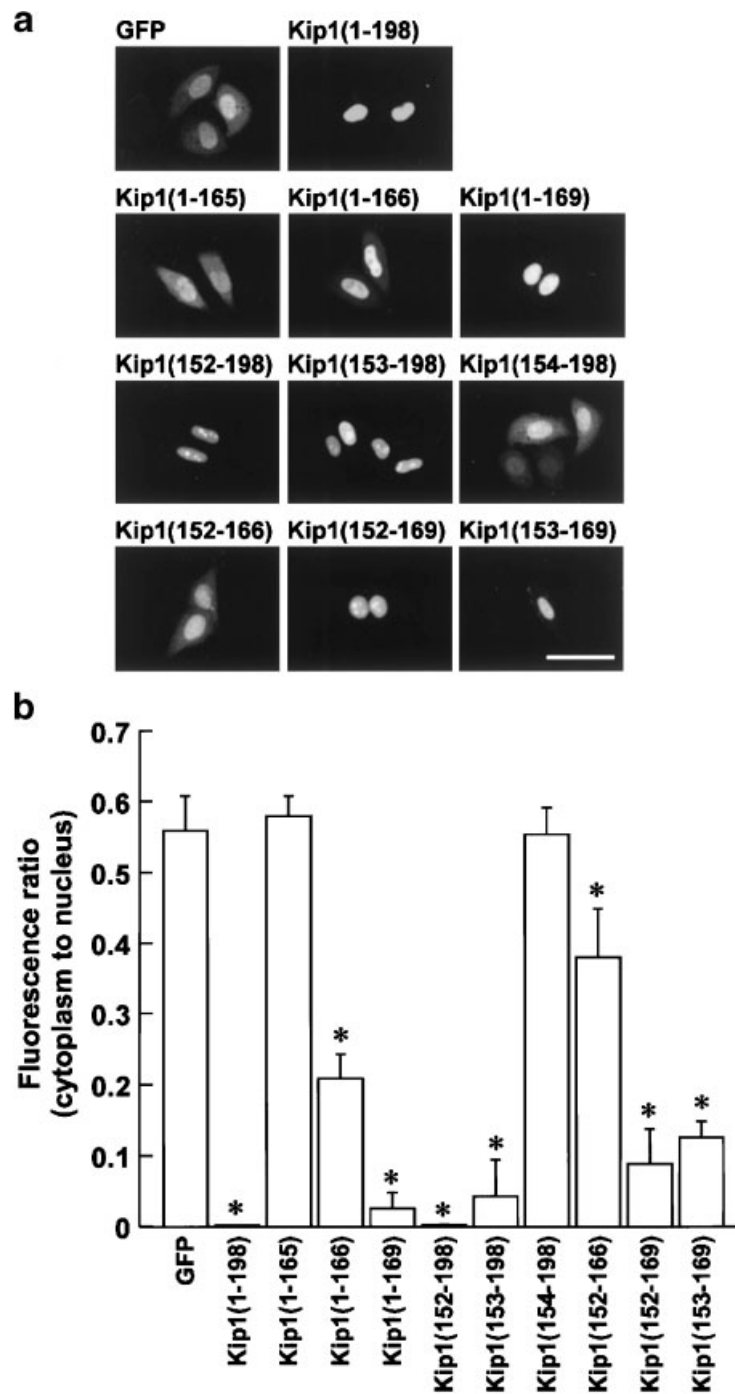 a
GFP Kip1(1-198)
Kip1(1-165) Kip1(1-166) Kip1(1-169)
Kip1(152-198) Kip1(153-198) Kip1(154-198)
Kip1(152-166) Kip1(152-169) Kip1(153-169)
b
Fluorescence ratio
(cytoplasm to nucleus)
0.7
0.6
0.5
0.4
0.3
0.2
0.1
0
* * * * * * * *
GFP
Kip1(1-198)
Kip1(1-165)
Kip1(1-166)
Kip1(1-169)
Kip1(152-198)
Kip1(153-198)
Kip1(154-198)
Kip1(152-166)
Kip1(152-169)
Kip1(153-169)